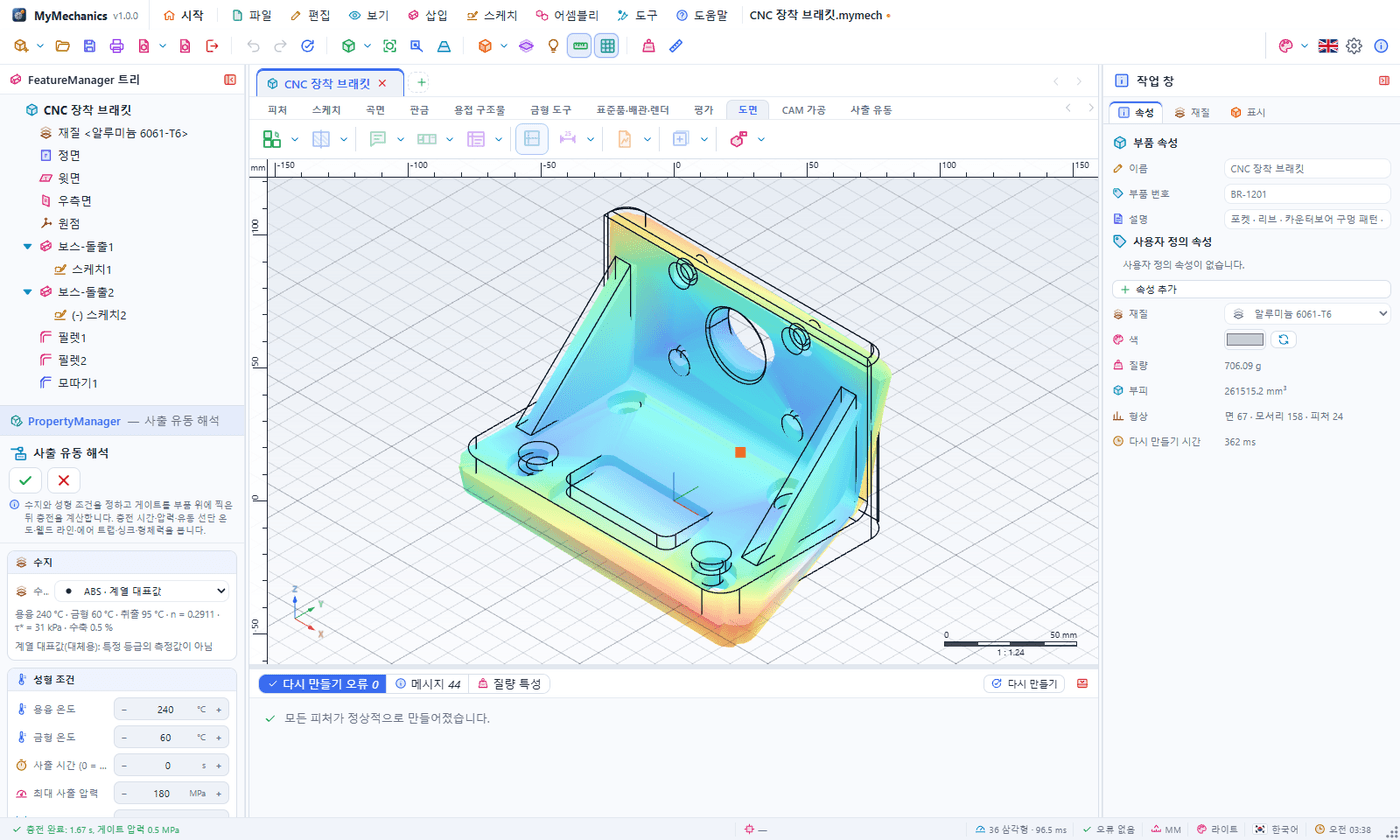 MyMechanics v1.0.0 시작 파일 편집 보기 삽입 스케치 어셈블리 도구 도움말 CNC 장착 브래킷.mymech
FeatureManager 트리
CNC 장착 브래킷
재질 <알루미늄 6061-T6>
정면
윗면
우측면
원점
보스-돌출1
스케치1
보스-돌출2
(-) 스케치2
필렛1
필렛2
모따기1
PropertyManager — 사출 유동 해석
사출 유동 해석
수지와 성형 조건을 정하고 게이트를 부품 위에 찍은
뒤 충전을 계산합니다. 충전 시간·압력·유동 선단 온
도·웰드 라인·에어 트랩·싱크·형체력을 봅니다.
수지
수... ABS · 계열 대표값
용융 240 °C · 금형 60 °C · 취출 95 °C · n = 0.2911 ·
τ* = 31 kPa · 수축 0.5 %
계열 대표값(대체용): 특정 등급의 측정값이 아님
성형 조건
용융 온도 − 240 °C +
금형 온도 − 60 °C +
사출 시간 (0 = ... − 0 s +
최대 사출 압력 − 180 MPa +
CNC 장착 브래킷
피처 스케치 곡면 판금 용접 구조물 금형 도구 표준품·배관·렌더 평가 도면 CAM 가공 사출 유동
mm -150 -100 -50 0 50 100 150
100
50
0
-50
Z
Y
X
0 50 mm
1 : 1.24
다시 만들기 오류 0 메시지 44 질량 특성 다시 만들기
모든 피처가 정상적으로 만들어졌습니다.
작업 창
속성 재질 표시
부품 속성
이름 CNC 장착 브래킷
부품 번호 BR-1201
설명 포켓 · 리브 · 카운터보어 구멍 패턴 ·
사용자 정의 속성
사용자 정의 속성이 없습니다.
+ 속성 추가
재질 알루미늄 6061-T6
색
질량 706.09 g
부피 261515.2 mm³
형상 면 67 · 모서리 158 · 피처 24
다시 만들기 시간 362 ms
충전 완료: 1.67 s, 게이트 압력 0.5 MPa — 36 삼각형 · 96.5 ms 오류 없음 MM 라이트 한국어 오전 03:38